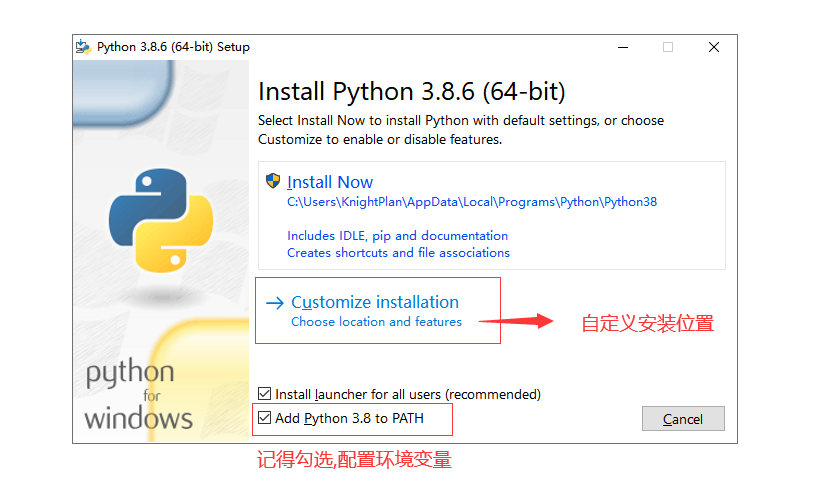 Python 3.8.6 (64-bit) Setup
Install Python 3.8.6 (64-bit)
Select Install Now to install Python with default settings, or choose
Customize to enable or disable features.
Install Now
C:\Users\KnightPlan\AppData\Local\Programs\Python\Python38
Includes IDLE, pip and documentation
Creates shortcuts and file associations
Customize installation
Choose location and features
自定义安装位置
Install launcher for all users (recommended)
Add Python 3.8 to PATH
Cancel
python
for
windows
记得勾选,配置环境变量